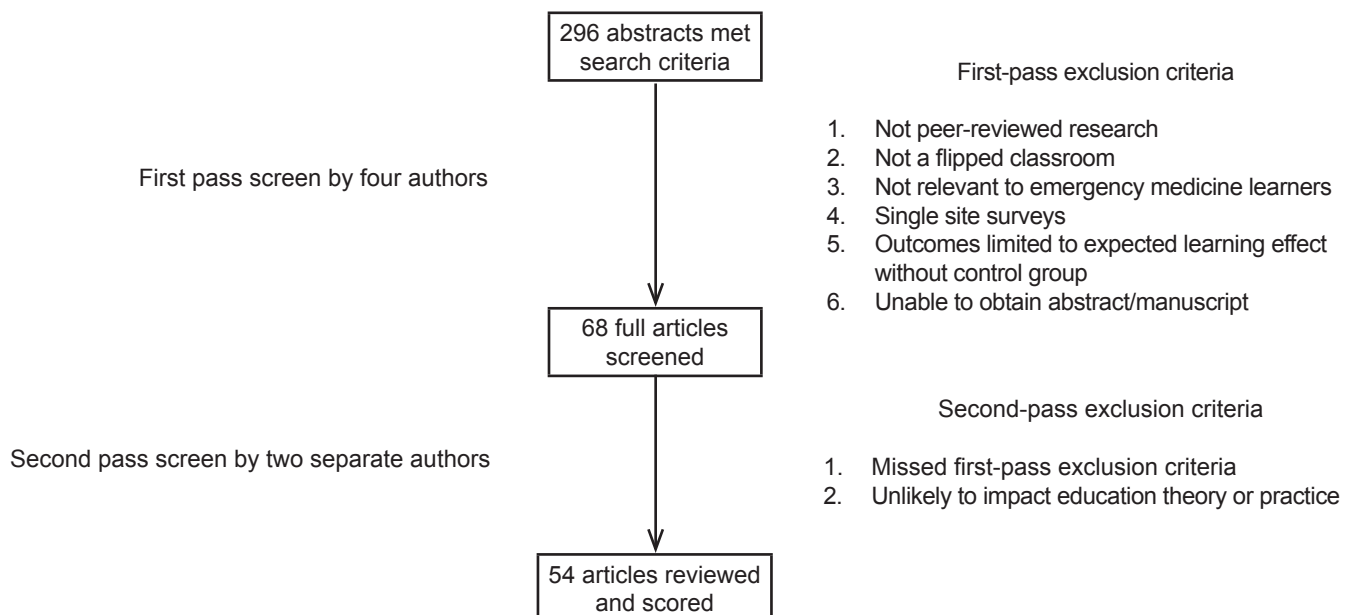 296 abstracts met
search criteria
First-pass exclusion criteria
1. Not peer-reviewed research
2. Not a flipped classroom
3. Not relevant to emergency medicine learners
4. Single site surveys
5. Outcomes limited to expected learning effect
without control group
6. Unable to obtain abstract/manuscript
First pass screen by four authors
68 full articles
screened
Second-pass exclusion criteria
1. Missed first-pass exclusion criteria
2. Unlikely to impact education theory or practice
Second pass screen by two separate authors
54 articles reviewed
and scored